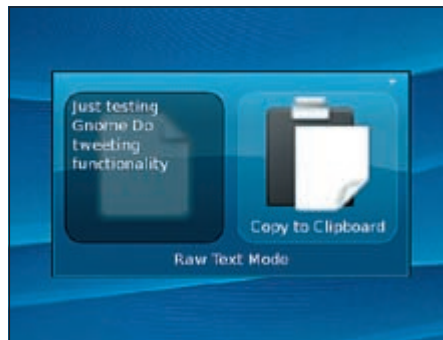 Just testing
Gnome Do
tweeting
functionality
Copy to Clipboard
Raw Text Mode